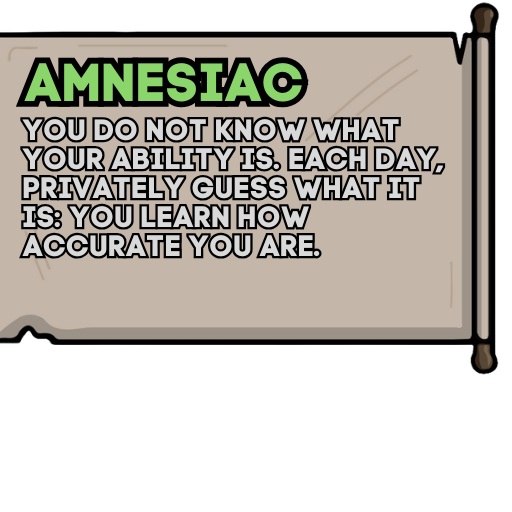 AMNESIAC
YOU DO NOT KNOW WHAT
YOUR ABILITY IS. EACH DAY,
PRIVATELY GUESS WHAT IT
IS: YOU LEARN HOW
ACCURATE YOU ARE.